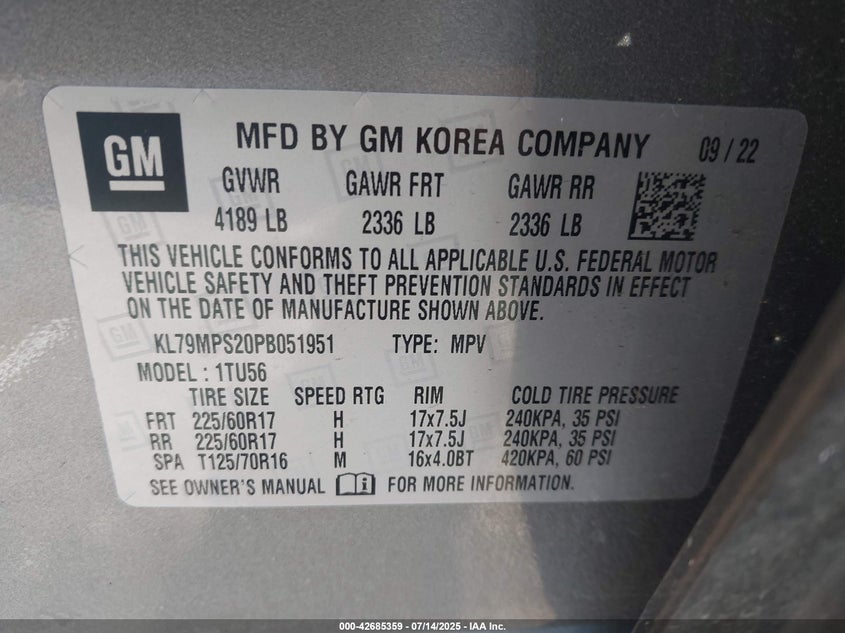 GM
MFD BY GM KOREA COMPANY 09 / 22
GVWR GAWR FRT GAWR RR
4189 LB 2336 LB 2336 LB
THIS VEHICLE CONFORMS TO ALL APPLICABLE U.S. FEDERAL MOTOR
VEHICLE SAFETY AND THEFT PREVENTION STANDARDS IN EFFECT
ON THE DATE OF MANUFACTURE SHOWN ABOVE.
KL79MPS20PB051951 TYPE: MPV
MODEL : 1TU56
TIRE SIZE SPEED RTG RIM COLD TIRE PRESSURE
FRT 225/60R17 H 17x7.5J 240KPA, 35 PSI
RR 225/60R17 H 17x7.5J 240KPA, 35 PSI
SPA T125/70R16 M 16x4.0BT 420KPA, 60 PSI
SEE OWNER'S MANUAL i FOR MORE INFORMATION.
000-42685359 - 07/14/2025 - IAA Inc.